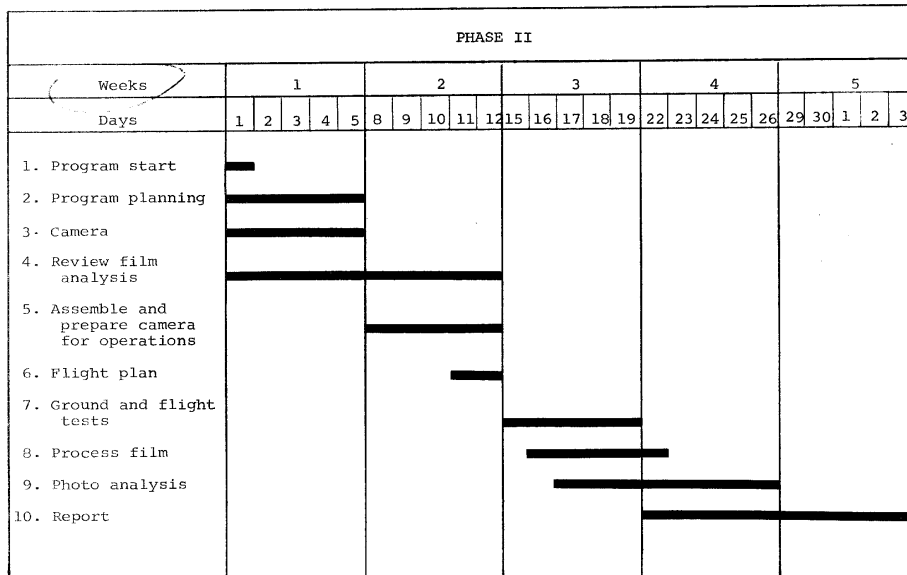 PHASE II
Weeks 1 2 3 4 5
Days 1 2 3 4 5 8 9 10 11 12 15 16 17 18 19 22 23 24 25 26 29 30 1 2 3
1. Program start
2. Program planning
3. Camera
4. Review film
analysis
5. Assemble and
prepare camera
for operations
6. Flight plan
7. Ground and flight
tests
8. Process film
9. Photo analysis
10. Report